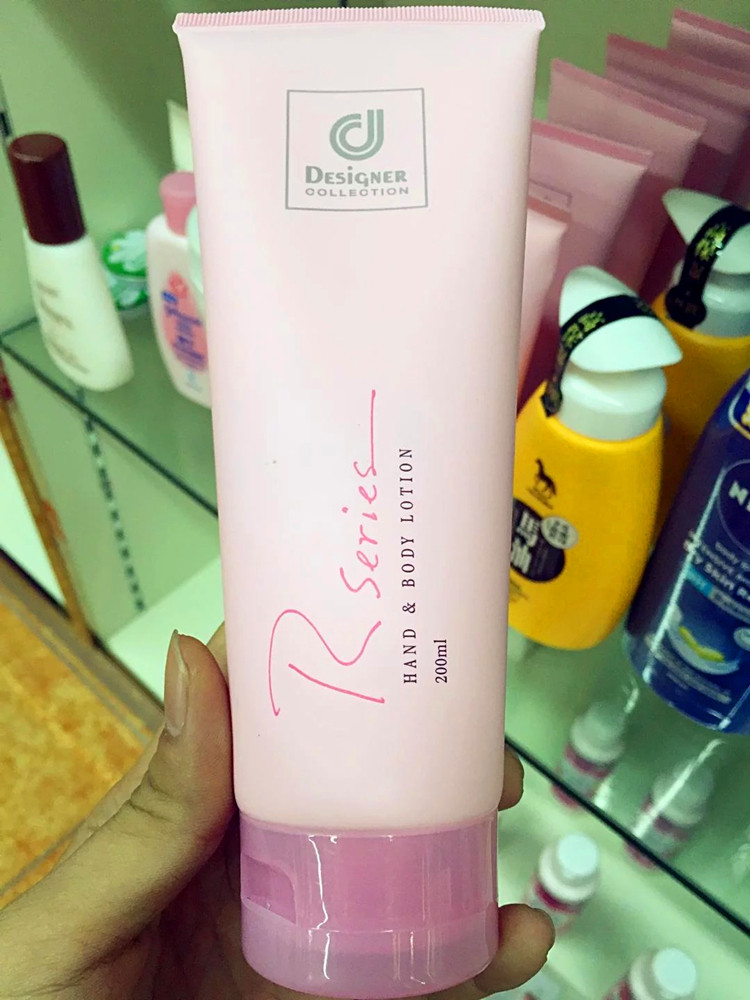 DESIGNER
COLLECTION
R series
HAND & BODY LOTION
200ml